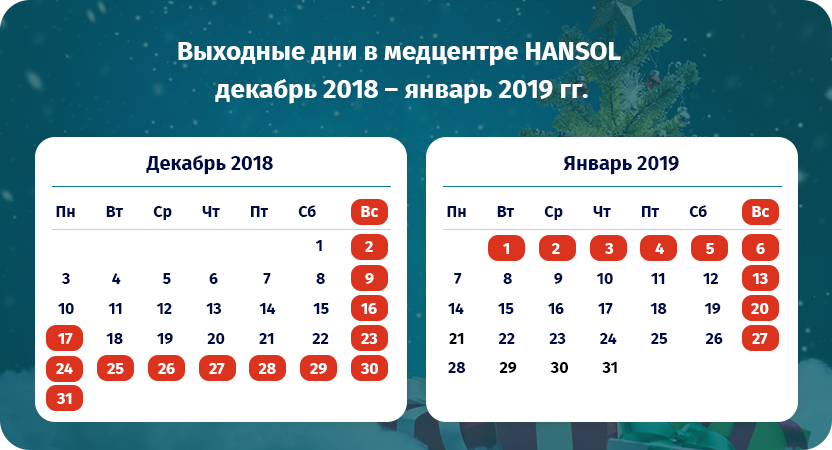 Выходные дни в медцентре HANSOL
декабрь 2018 – январь 2019 гг.
Декабрь 2018
Пн Вт Ср Чт Пт Сб Вс
1 2
3 4 5 6 7 8 9
10 11 12 13 14 15 16
17 18 19 20 21 22 23
24 25 26 27 28 29 30
31
Январь 2019
Пн Вт Ср Чт Пт Сб Вс
1 2 3 4 5 6
7 8 9 10 11 12 13
14 15 16 17 18 19 20
21 22 23 24 25 26 27
28 29 30 31